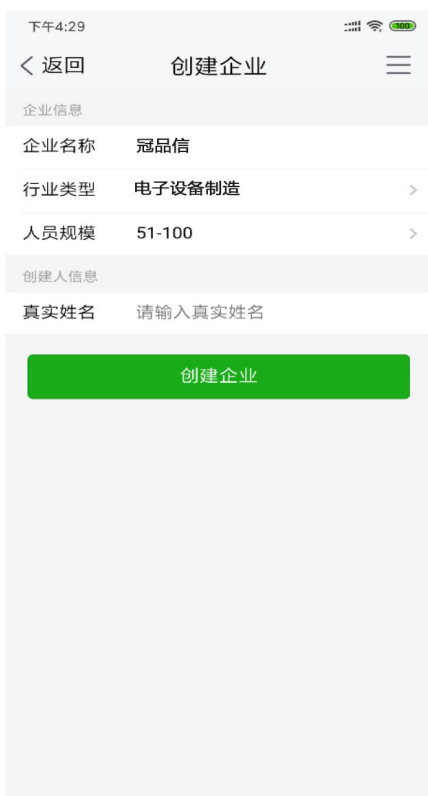 下午4:29 100
返回 创建企业
企业信息
企业名称 冠品信
行业类型 电子设备制造
人员规模 51-100
创建人信息
真实姓名 请输入真实姓名
创建企业